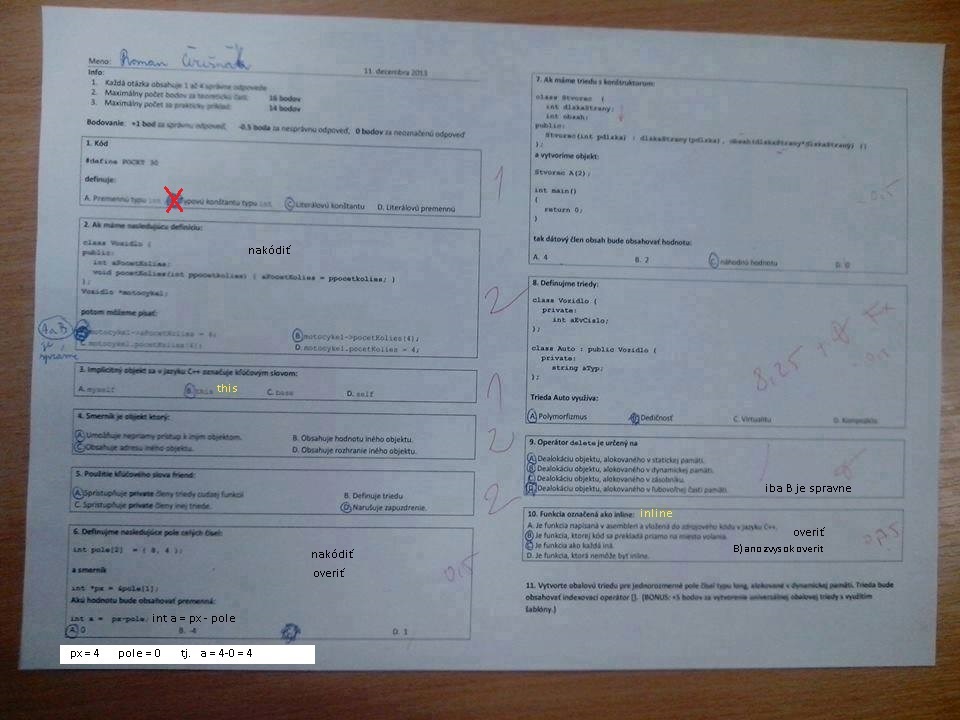 Meno: Roman Čirišňák
11. decembra 2013
Info:
1. Každá otázka obsahuje 1 až 4 správne odpovede
2. Maximálny počet bodov za teoretickú časť: 16 bodov
3. Maximálny počet za praktický príklad: 14 bodov
Bodovanie: +1 bod za správnu odpoveď, -0.5 boda za nesprávnu odpoveď, 0 bodov za neoznačenú odpoveď
1. Kód
#define POCET 30
definuje:
A. Premennú typu int B. Typovú konštantu typu int C. Literálovú konštantu D. Literálovú premennú
1
2. Ak máme nasledujúcu definíciu:
nakódiť
class Vozidlo {
public:
int aPocetKolies;
void pocetKolies(int ppocetkolies) { aPocetKolies = ppocetkolies; }
};
Vozidlo *motocykel;
potom môžeme písať:
A a B
je
správne
motocykel->aPocetKolies = 4; B motocykel->pocetKolies(4);
C. motocykel.pocetKolies(4); D. motocykel.pocetKolies = 4;
2
3. Implicitný objekt sa v jazyku C++ označuje kľúčovým slovom:
A. myself B. this this C. base D. self
1
4. Smerník je objekt ktorý:
A. Umožňuje nepriamy prístup k iným objektom. B. Obsahuje hodnotu iného objektu.
C. Obsahuje adresu iného objektu. D. Obsahuje rozhranie iného objektu.
2
5. Použitie kľúčového slova friend:
A. Sprístupňuje private členy triedy cudzej funkcii B. Definuje triedu
C. Sprístupňuje private členy inej triede. D. Narušuje zapuzdrenie.
2
6. Definujme nasledujúce pole celých čísel:
int pole[2] = { 8, 4 };
nakódiť
a smerník
overiť
0,5
int *px = &pole[1];
Akú hodnotu bude obsahovať premenná:
int a = px-pole; int a = px - pole
A 0 B. -4 D. 1
px = 4 pole = 0 tj. a = 4-0 = 4
7. Ak máme triedu s konštruktorom:
class Stvorec {
int dlzkaStrany;
int obsah;
public:
Stvorec(int pdlzka) : dlzkaStrany(pdlzka), obsah(dlzkaStrany*dlzkaStrany) {}
};
a vytvoríme objekt:
Stvorec A(2);
int main()
{
return 0;
}
tak dátový člen obsah bude obsahovať hodnotu:
A. 4 B. 2 C. náhodnú hodnotu D. 0
8. Definujme triedy:
class Vozidlo {
private:
int aEvCislo;
};
class Auto : public Vozidlo {
private:
string aTyp;
};
Trieda Auto využíva:
A Polymorfizmus B. Dedičnosť C. Virtualitu D. Kompozíciu
9. Operátor delete je určený na
A. Dealokáciu objektu, alokovaného v statickej pamäti.
B. Dealokáciu objektu, alokovaného v dynamickej pamäti.
C. Dealokáciu objektu, alokovaného v zásobníku.
D. Dealokáciu objektu, alokovaného v ľubovoľnej časti pamäti.
iba B je spravne
10. Funkcia označená ako inline: inline
A. Je funkcia napísaná v asembleri a vložená do zdrojového kódu v jazyku C++.
B. Je funkcia, ktorej kód sa prekladá priamo na miesto volania.
overiť
C. Je funkcia ako každá iná.
B) ano z vysok overit
D. Je funkcia, ktorá nemôže byť inline.
11. Vytvorte obalovú triedu pre jednorozmerné pole čísel typu long, alokované v dynamickej pamäti. Trieda bude
obsahovať indexovací operátor []. (BONUS: +5 bodov za vytvorenie univerzálnej obalovej triedy s využitím
šablóny.)